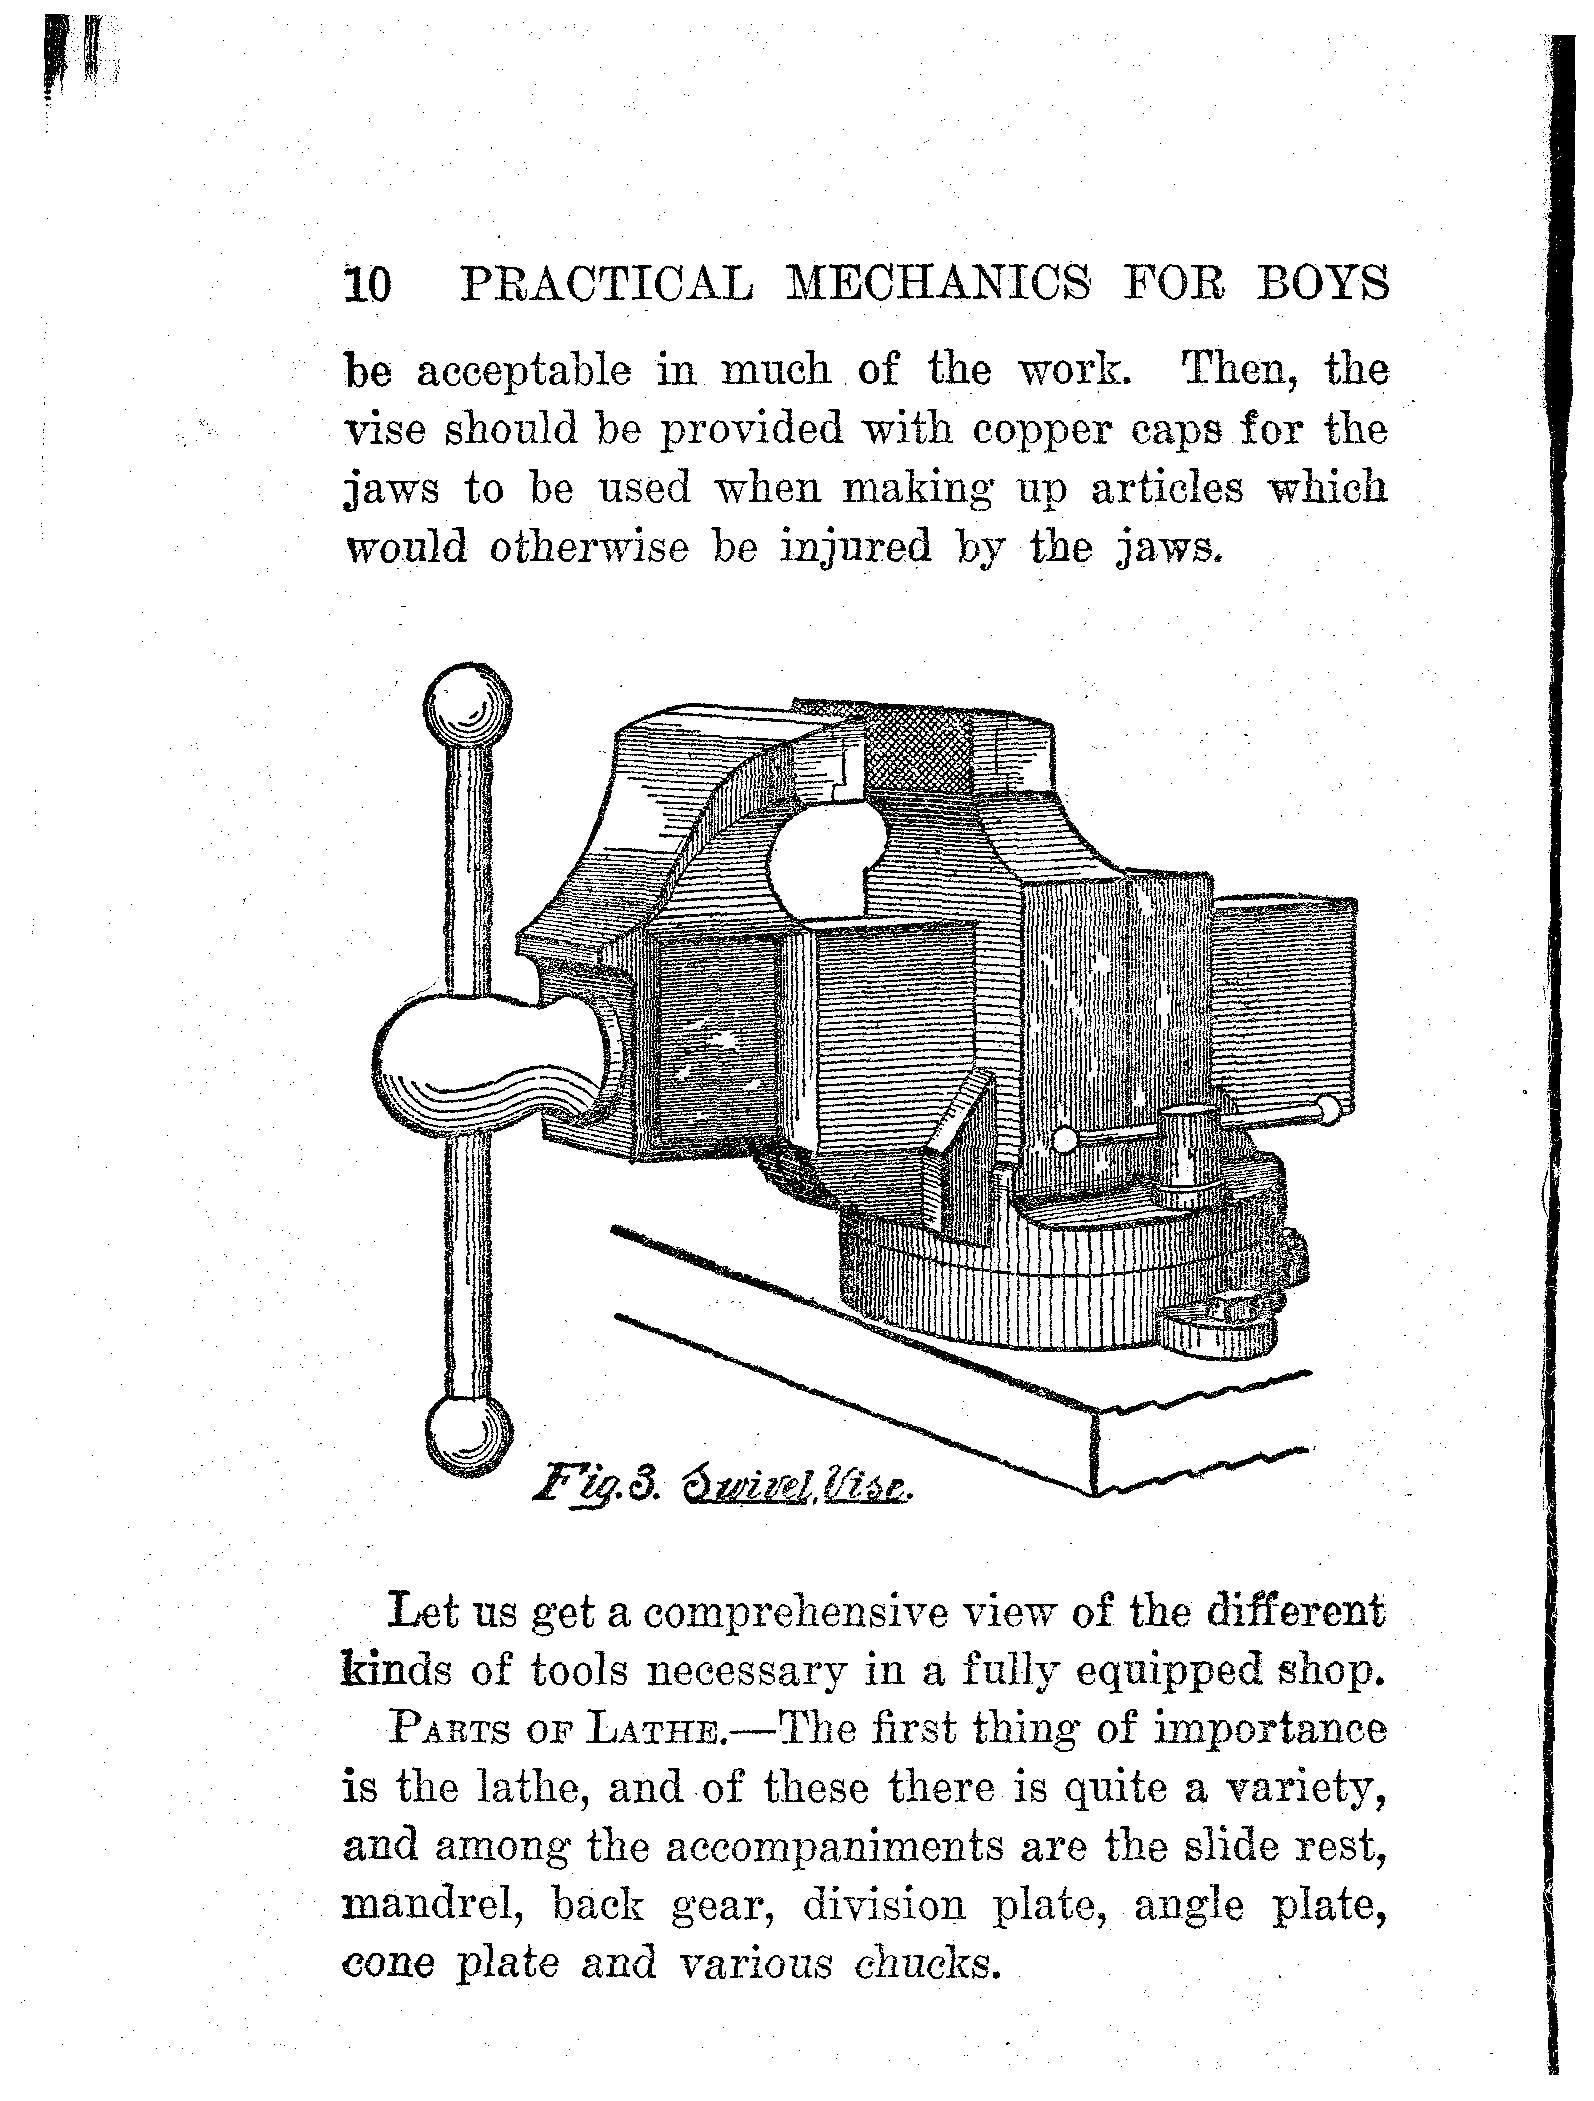 10 PRACTICAL MECHANICS FOR BOYS
be acceptable in much of the work. Then, the
vise should be provided with copper caps for the
jaws to be used when making up articles which
would otherwise be injured by the jaws.
Fig. 3. Swivel Vise.
Let us get a comprehensive view of the different
kinds of tools necessary in a fully equipped shop.
PARTS OF LATHE.—The first thing of importance
is the lathe, and of these there is quite a variety,
and among the accompaniments are the slide rest,
mandrel, back gear, division plate, angle plate,
cone plate and various chucks.